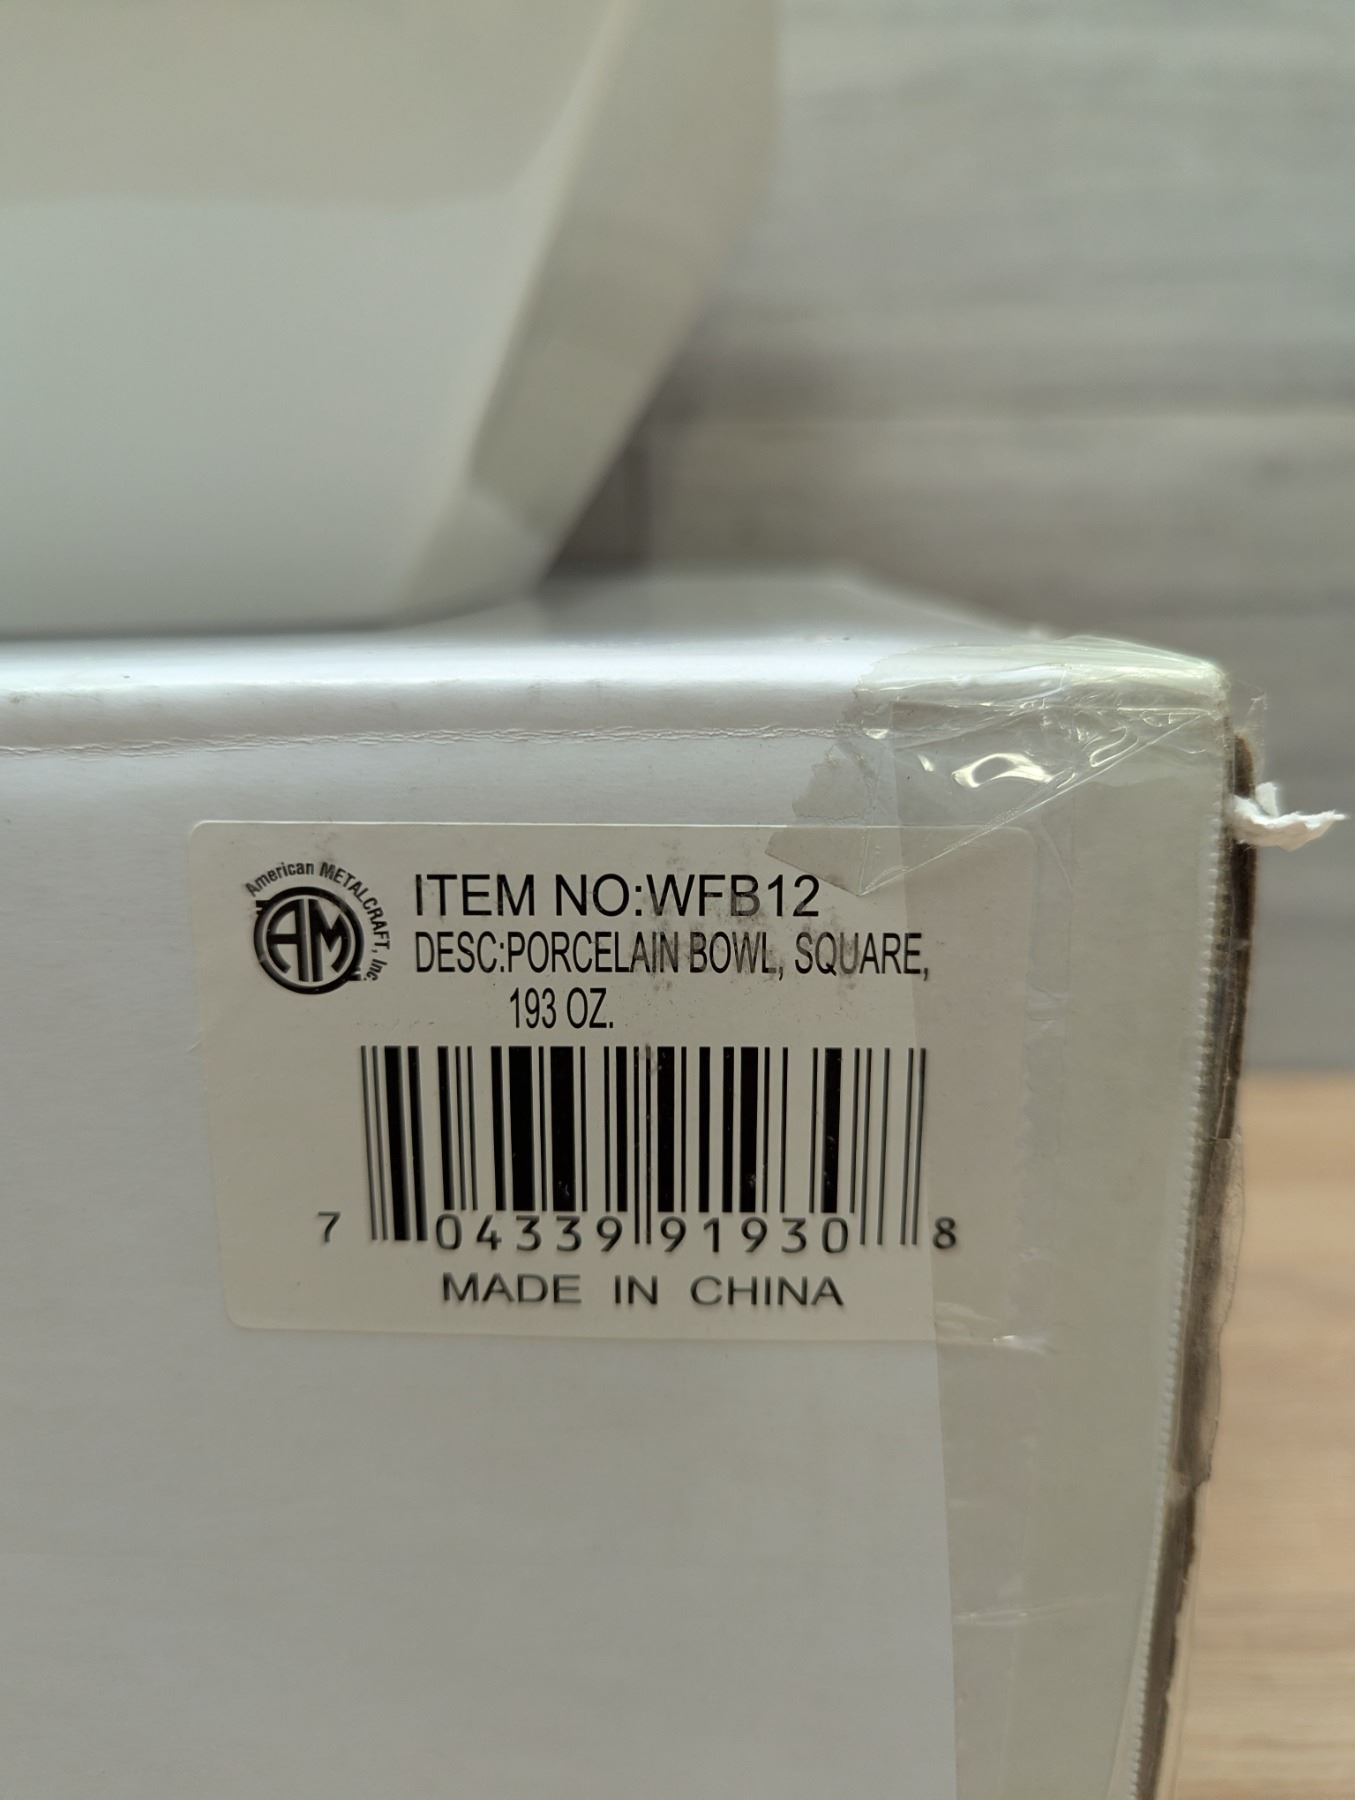 American METALCRAFT, Inc.
AM
ITEM NO:WFB12
DESC:PORCELAIN BOWL, SQUARE,
193 OZ.
7 04339 91930 8
MADE IN CHINA